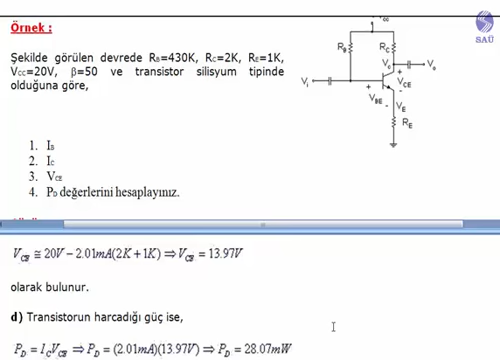 Örnek :
SAÜ
Şekilde görülen devrede RB=430K, RC=2K, RE=1K,
VCC=20V, β=50 ve transistor silisyum tipinde
olduğuna göre,
RB
RC
VC
Vo
Vi
+
+
VCE
VBE
-
-
VE
RE
1. IB
2. IC
3. VCE
4. PD değerlerini hesaplayınız.
VCE ≅ 20V − 2.01mA(2K + 1K) ⇒ VCE = 13.97V
olarak bulunur.
d) Transistorun harcadığı güç ise,
PD = ICVCE ⇒ PD = (2.01mA)(13.97V) ⇒ PD = 28.07mW